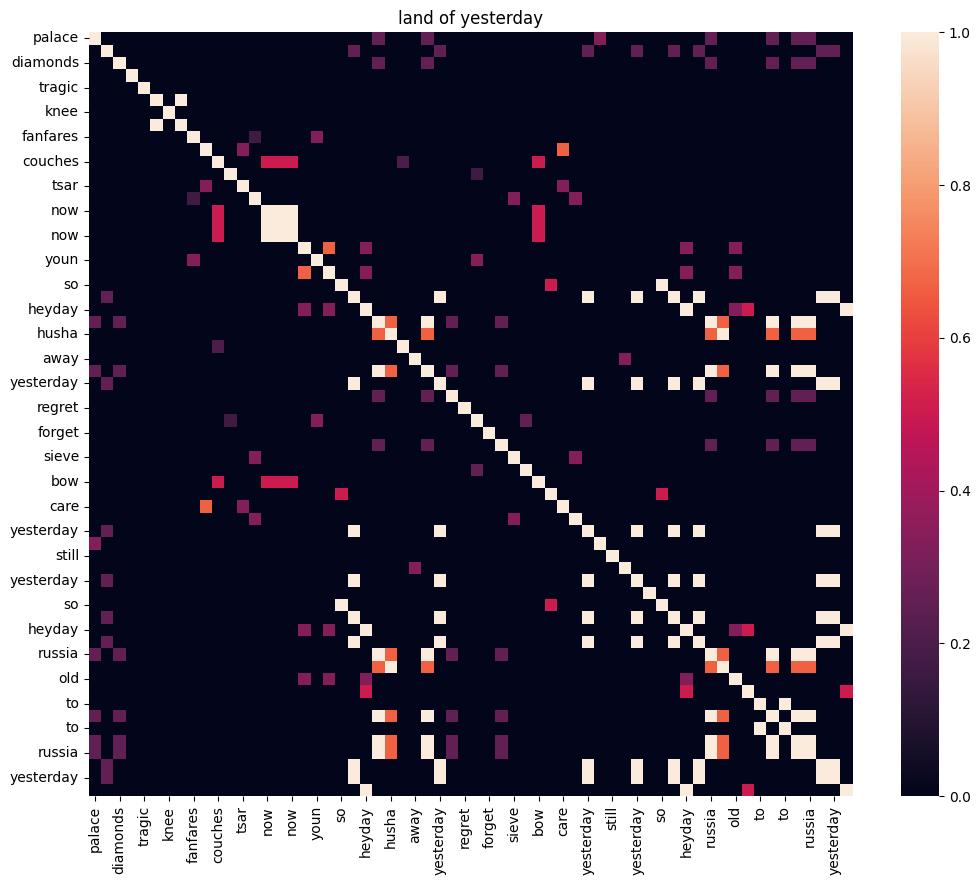 land of yesterday
palace
diamonds
tragic
knee
fanfares
couches
tsar
now
now
youn
so
heyday
husha
away
yesterday
regret
forget
sieve
bow
care
yesterday
still
yesterday
so
heyday
russia
old
to
to
russia
yesterday
1.0
0.8
0.6
0.4
0.2
0.0
palace
diamonds
tragic
knee
fanfares
couches
tsar
now
now
youn
so
heyday
husha
away
yesterday
regret
forget
sieve
bow
care
yesterday
still
yesterday
so
heyday
russia
old
to
to
russia
yesterday